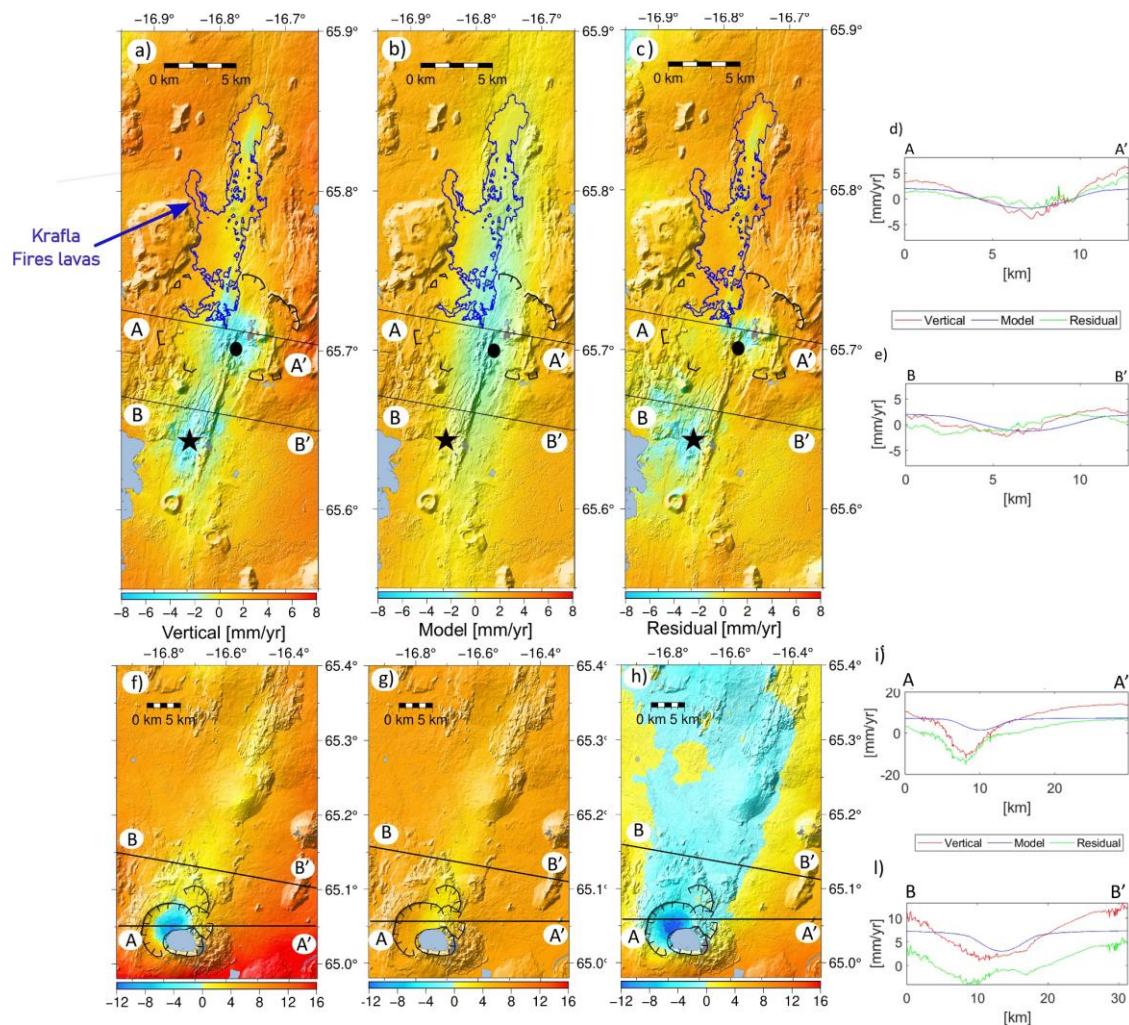 −16.9° −16.8° −16.7°
−16.9° −16.8° −16.7°
−16.9° −16.8° −16.7°
65.9°
65.9°
65.9°
a)
b)
c)
0 km 5 km
0 km 5 km
0 km 5 km
Krafla
Fires lavas
65.8°
65.8°
65.8°
A
A'
A
A'
A
A'
65.7°
65.7°
65.7°
B
B'
B
B'
B
B'
65.6°
65.6°
65.6°
−8 −6 −4 −2 0 2 4 6 8
−8 −6 −4 −2 0 2 4 6 8
−8 −6 −4 −2 0 2 4 6 8
Vertical [mm/yr]
Model [mm/yr]
Residual [mm/yr]
d)
A A'
[mm/yr]
5
0
-5
0 5 10
[km]
Vertical Model Residual
e)
B B'
[mm/yr]
5
0
-5
0 5 10
[km]
−16.8° −16.6° −16.4°
−16.8° −16.6° −16.4°
−16.8° −16.6° −16.4°
65.4°
65.4°
65.4°
f)
g)
h)
0 km 5 km
0 km 5 km
0 km 5 km
65.3°
65.3°
65.3°
65.2°
65.2°
65.2°
B
B'
B
B'
B
B'
65.1°
65.1°
65.1°
A
A'
A
A'
A
A'
65.0°
65.0°
65.0°
−12 −8 −4 0 4 8 12 16
−12 −8 −4 0 4 8 12 16
−12 −8 −4 0 4 8 12 16
i)
A A'
[mm/yr]
20
0
-20
0 10 20
[km]
Vertical Model Residual
l)
B B'
[mm/yr]
10
5
0
0 10 20 30
[km]